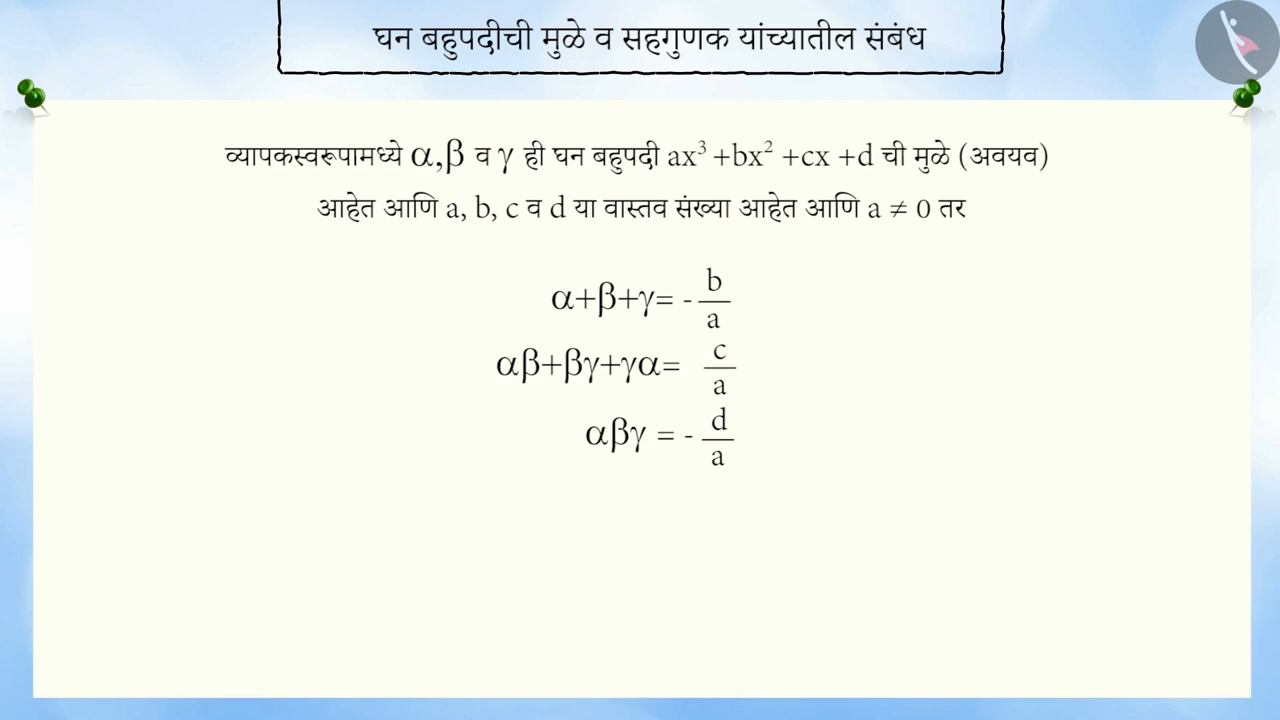 घन बहुपदीची मुळे व सहगुणक यांच्यातील संबंध
व्यापकस्वरूपामध्ये α,β व γ ही घन बहुपदी ax³ +bx² +cx +d ची मुळे (अवयव)
आहेत आणि a, b, c व d या वास्तव संख्या आहेत आणि a ≠ 0 तर
α+β+γ= - b/a
αβ+βγ+γα= c/a
αβγ = - d/a